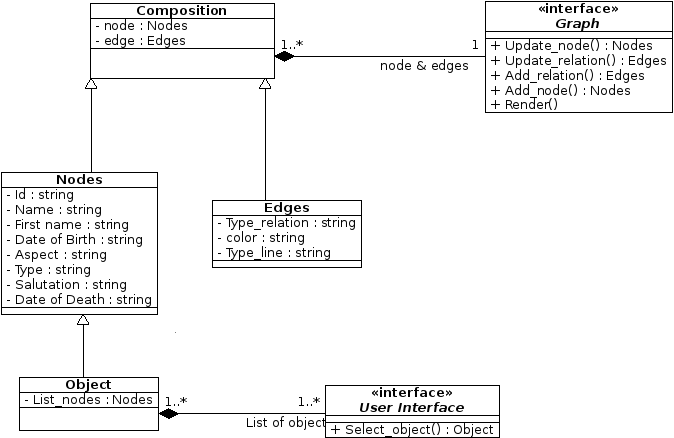 Composition
- node : Nodes
- edge : Edges
1..*
1
node & edges
«interface»
Graph
+ Update_node() : Nodes
+ Update_relation() : Edges
+ Add_relation() : Edges
+ Add_node() : Nodes
+ Render()
Nodes
- Id : string
- Name : string
- First name : string
- Date of Birth : string
- Aspect : string
- Type : string
- Salutation : string
- Date of Death : string
Edges
- Type_relation : string
- color : string
- Type_line : string
Object
- List_nodes : Nodes
1..*
1..*
List of object
«interface»
User Interface
+ Select_object() : Object